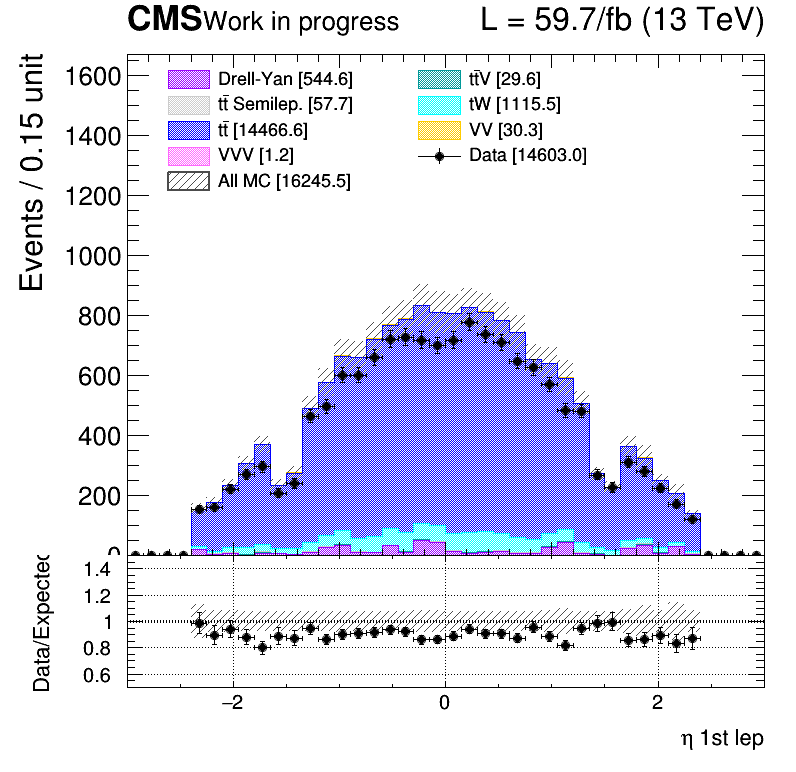 CMS Work in progress L = 59.7/fb (13 TeV)
Events / 0.15 unit
1600
1400
1200
1000
800
600
400
200
0
Drell-Yan [544.6]
tt̄ Semilep. [57.7]
tt̄ [14466.6]
VVV [1.2]
All MC [16245.5]
tt̄V [29.6]
tW [1115.5]
VV [30.3]
Data [14603.0]
Data/Expected
1.4
1.2
1
0.8
0.6
−2 0 2
η 1st lep